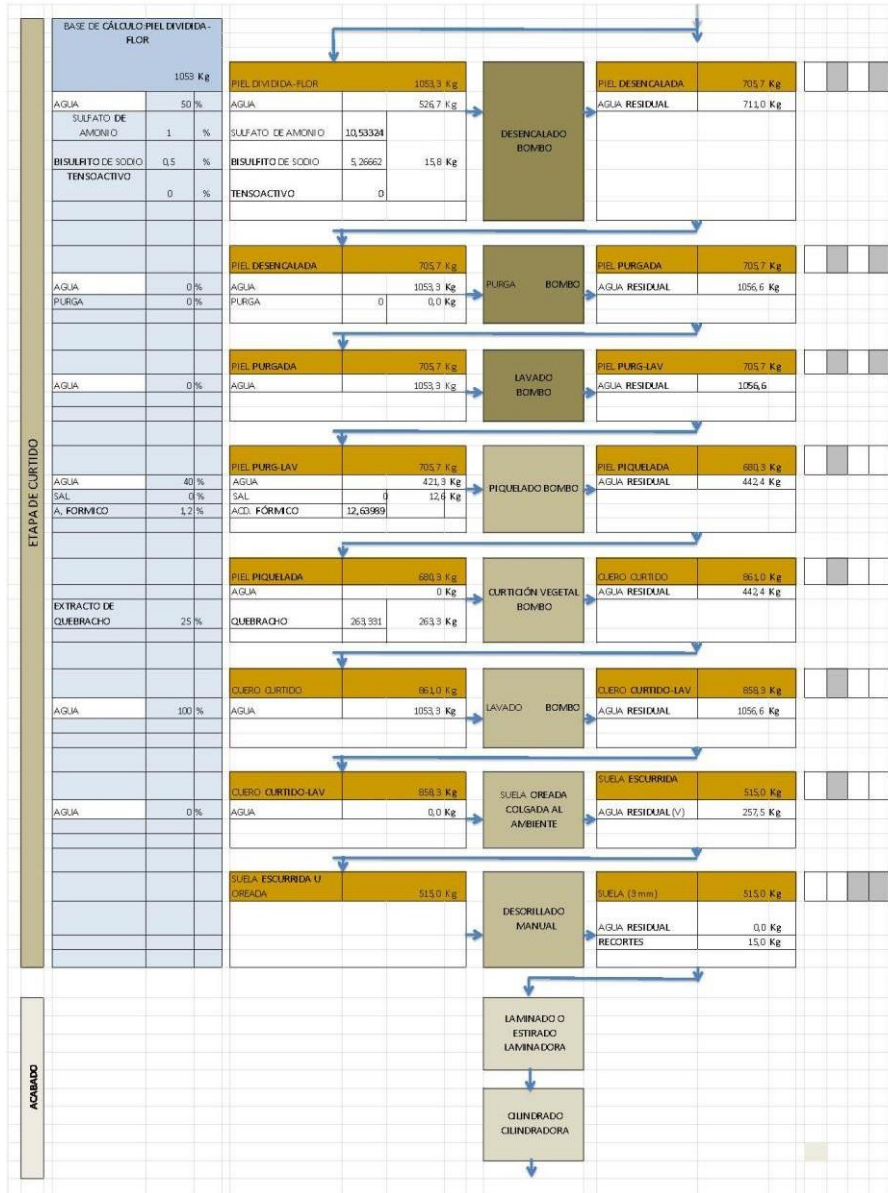 BASE DE CÁLCULO:PIEL DIVIDIDA-
FLOR
1053 Kg
PIEL DIVIDIDA-FLOR 1053,3 Kg
PIEL DESENCALADA 705,7 Kg
AGUA 50 %
AGUA 526,7 Kg
DESENCALADO
BOMBO
AGUA RESIDUAL 711,0 Kg
SULFATO DE
AMONIO 1 %
SULFATO DE AMONIO 10,53324
BISULFITO DE SODIO 0,5 %
BISULFITO DE SODIO 5,26662 15,8 Kg
TENSOACTIVO
0 %
TENSOACTIVO 0
PIEL DESENCALADA 705,7 Kg
PURGA BOMBO
PIEL PURGADA 705,7 Kg
AGUA 0 %
AGUA 1053,3 Kg
AGUA RESIDUAL 1056,6 Kg
PURGA 0 %
PURGA 0 0,0 Kg
PIEL PURGADA 705,7 Kg
LAVADO
BOMBO
PIEL PURG-LAV 705,7 Kg
AGUA 0 %
AGUA 1053,3 Kg
AGUA RESIDUAL 1056,6
ETAPA DE CURTIDO
PIEL PURG-LAV 705,7 Kg
PIQUELADO BOMBO
PIEL PIQUELADA 680,3 Kg
AGUA 40 %
AGUA 421,3 Kg
AGUA RESIDUAL 442,4 Kg
SAL 0 %
SAL 0 12,6 Kg
A, FORMICO 1,2 %
ACD. FÓRMICO 12,63989
PIEL PIQUELADA 680,3 Kg
CURTICIÓN VEGETAL
BOMBO
CUERO CURTIDO 861,0 Kg
AGUA 0 Kg
AGUA RESIDUAL 442,4 Kg
EXTRACTO DE
QUEBRACHO 25 %
QUEBRACHO 263,331 263,3 Kg
CUERO CURTIDO 861,0 Kg
LAVADO BOMBO
CUERO CURTIDO-LAV 858,3 Kg
AGUA 100 %
AGUA 1053,3 Kg
AGUA RESIDUAL 1056,6 Kg
CUERO CURTIDO-LAV 858,3 Kg
SUELA OREADA
COLGADA AL
AMBIENTE
SUELA ESCURRIDA
515,0 Kg
AGUA 0 %
AGUA 0,0 Kg
AGUA RESIDUAL (V) 257,5 Kg
SUELA ESCURRIDA U
OREADA 515,0 Kg
DESORILLADO
MANUAL
SUELA (3 mm) 515,0 Kg
AGUA RESIDUAL 0,0 Kg
RECORTES 15,0 Kg
ACABADO
LAMINADO O
ESTIRADO
LAMINADORA
CILINDRADO
CILINDRADORA